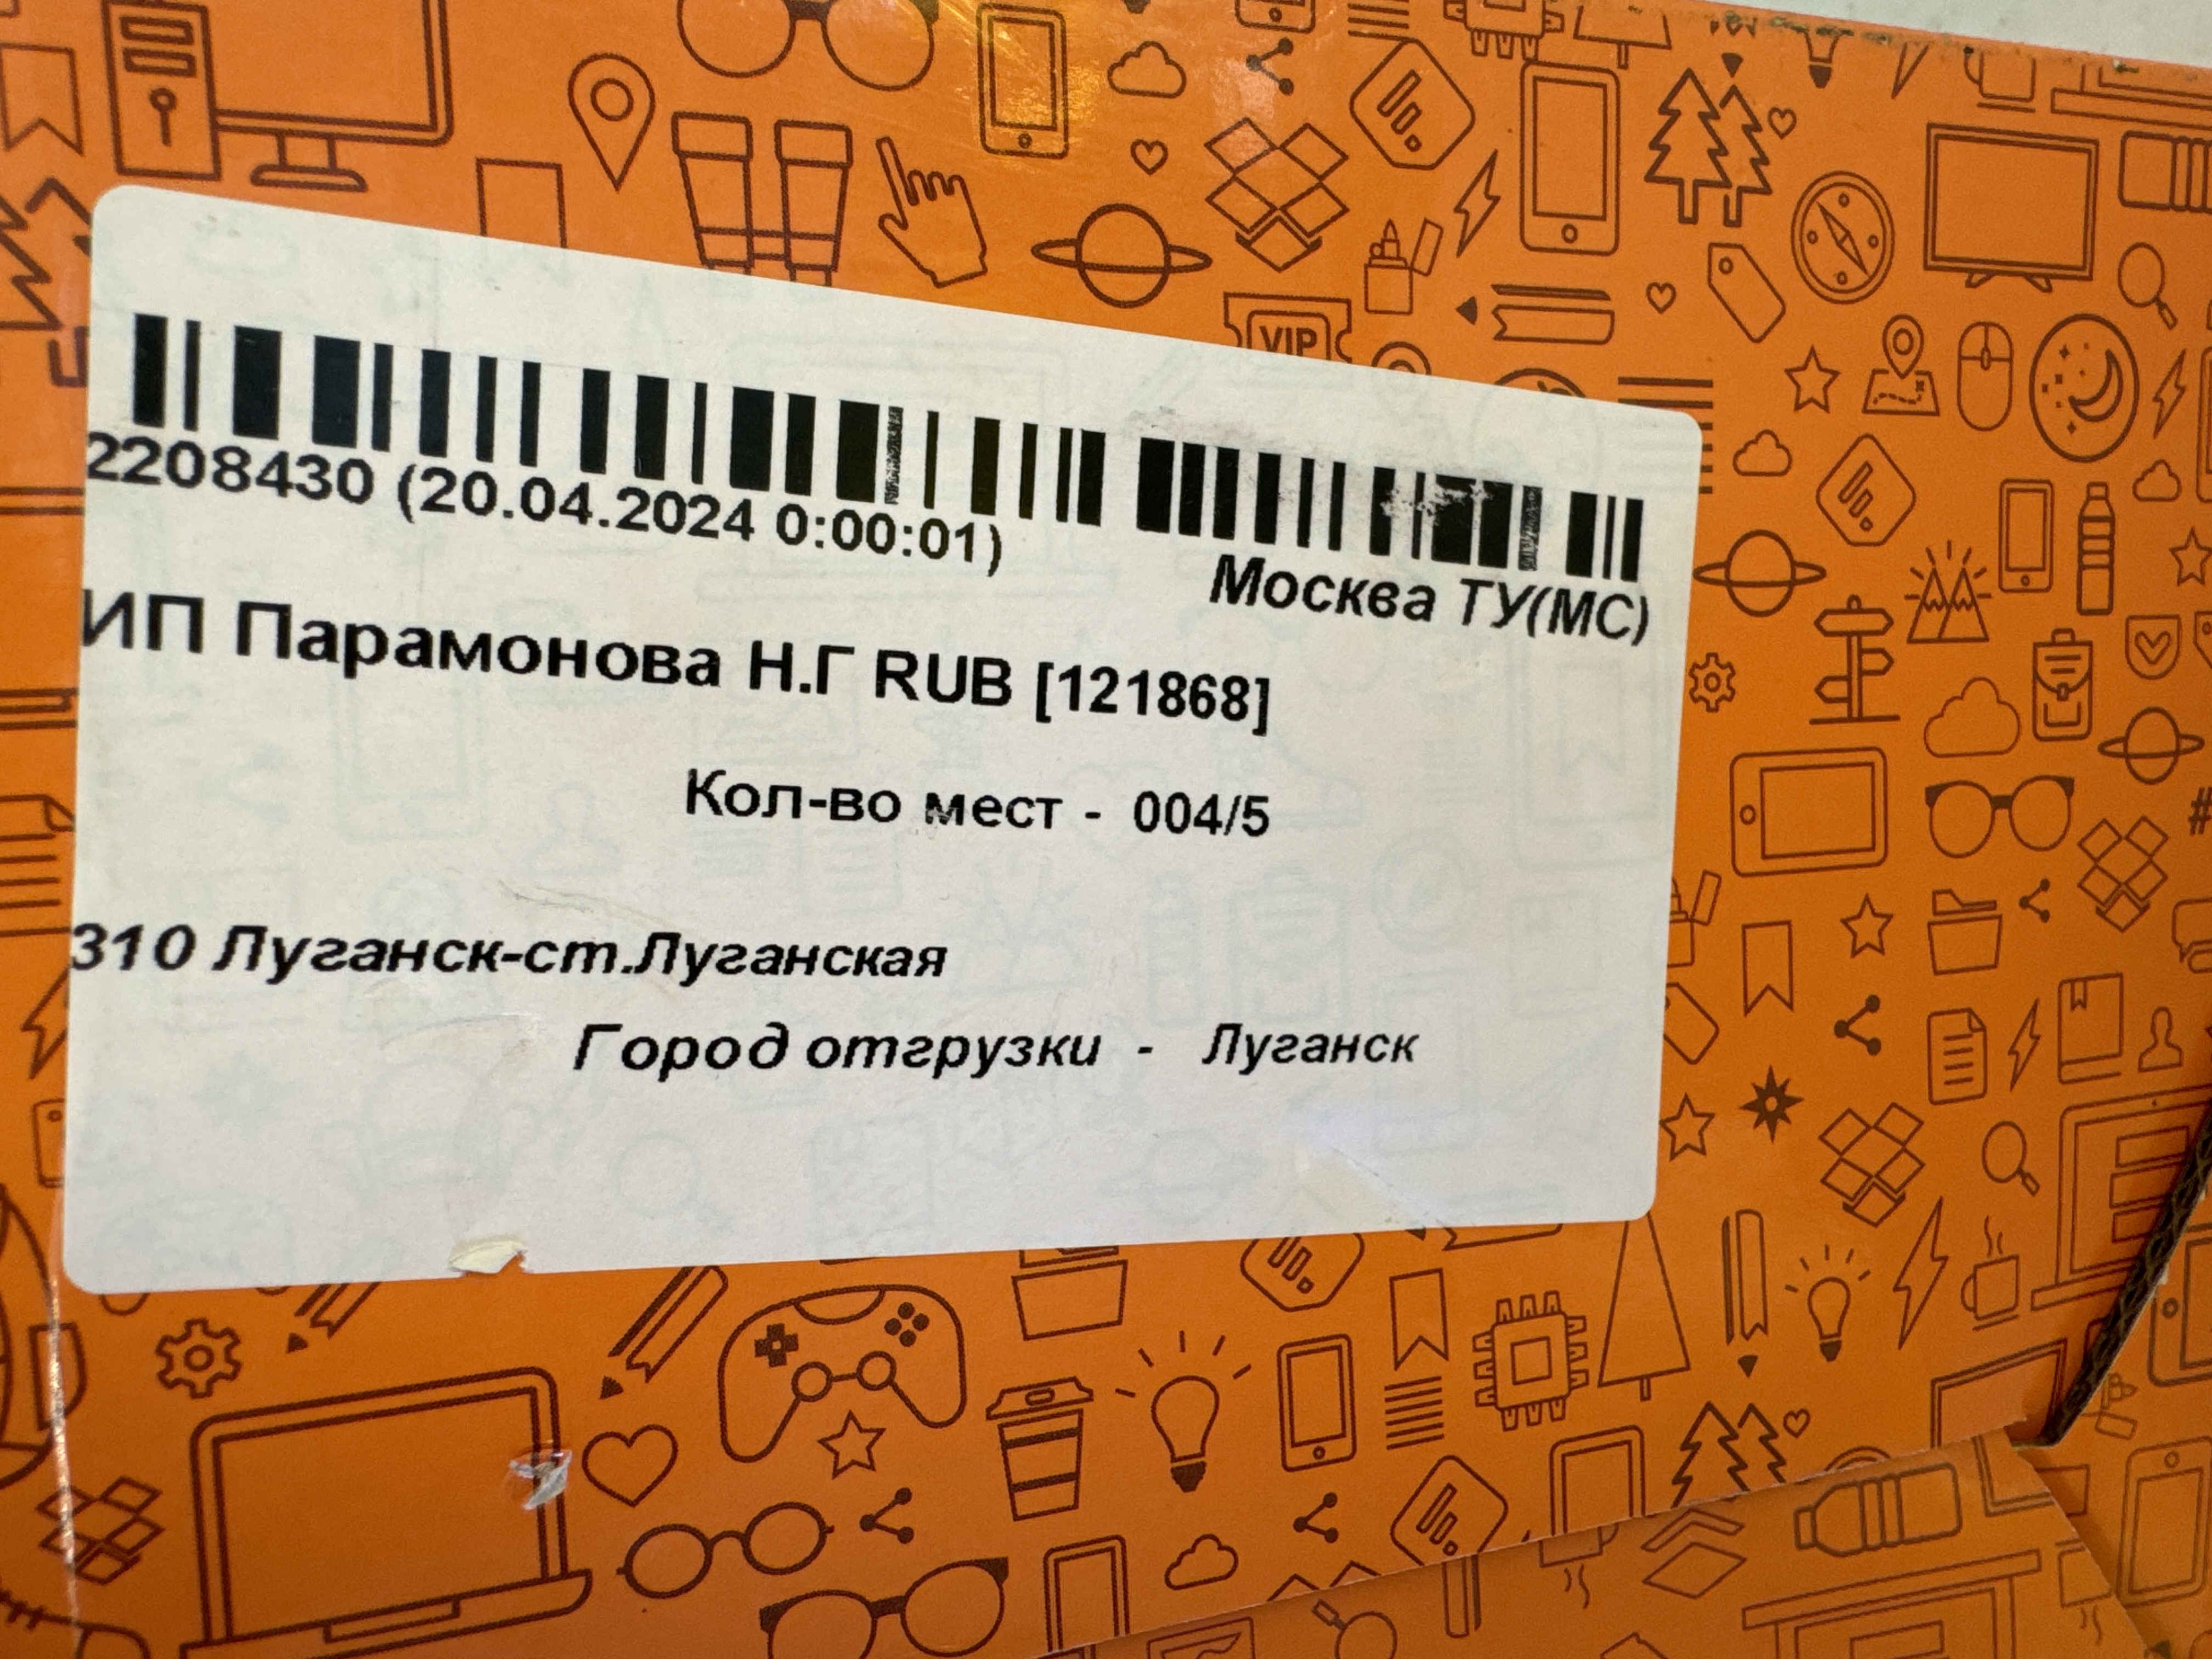 VIP
2208430 (20.04.2024 0:00:01)
Москва ТУ(МС)
ИП Парамонова Н.Г RUB [121868]
Кол-во мест - 004/5
310 Луганск-ст.Луганская
Город отгрузки - Луганск
#